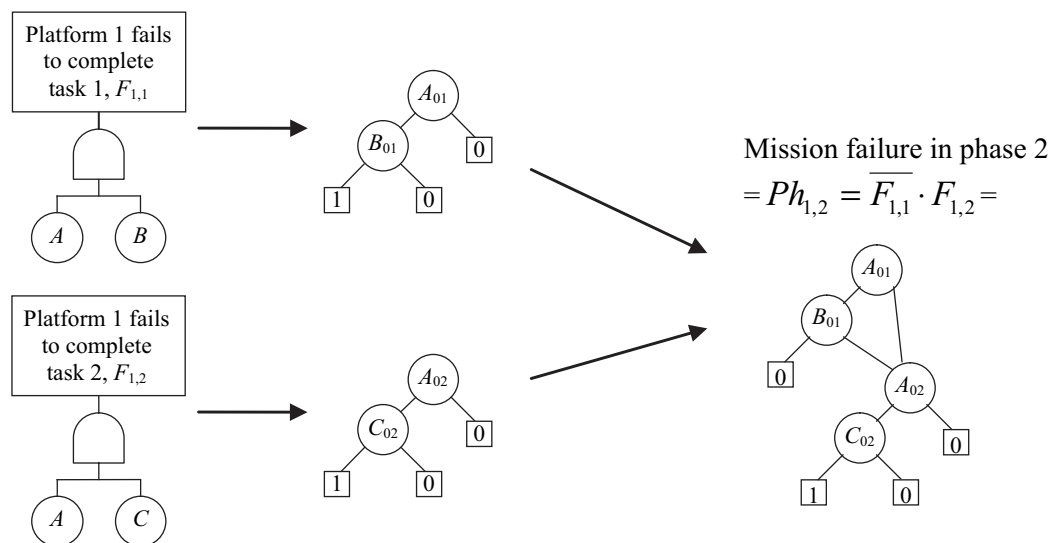 Platform 1 fails
to complete
task 1, F1,1
A
B
A01
B01
0
1
0
Platform 1 fails
to complete
task 2, F1,2
A
C
A02
C02
0
1
0
Mission failure in phase 2
= Ph1,2 = F̅1,1 · F1,2 =
A01
B01
0
A02
C02
0
1
0